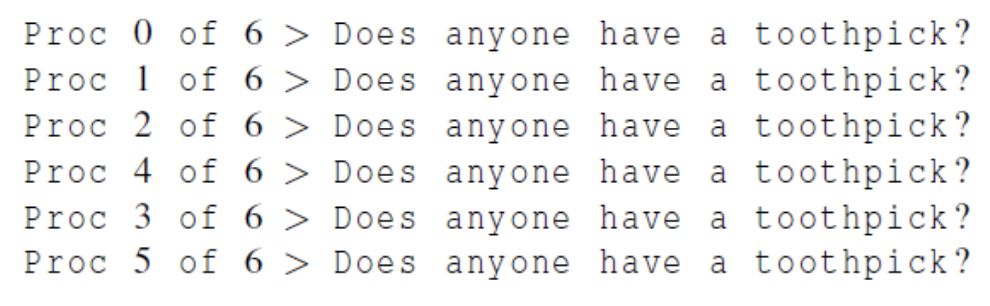 Proc 0 of 6 > Does anyone have a toothpick?
Proc 1 of 6 > Does anyone have a toothpick?
Proc 2 of 6 > Does anyone have a toothpick?
Proc 4 of 6 > Does anyone have a toothpick?
Proc 3 of 6 > Does anyone have a toothpick?
Proc 5 of 6 > Does anyone have a toothpick?